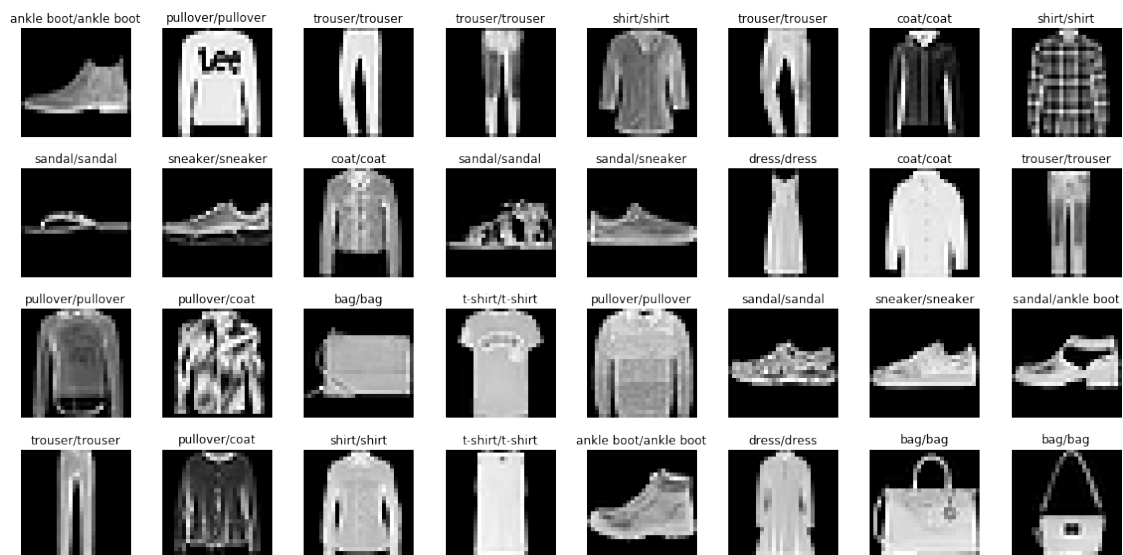 ankle boot/ankle boot pullover/pullover trouser/trouser trouser/trouser shirt/shirt trouser/trouser coat/coat shirt/shirt
Lee
sandal/sandal sneaker/sneaker coat/coat sandal/sandal sandal/sneaker dress/dress coat/coat trouser/trouser
pullover/pullover pullover/coat bag/bag t-shirt/t-shirt pullover/pullover sandal/sandal sneaker/sneaker sandal/ankle boot
trouser/trouser pullover/coat shirt/shirt t-shirt/t-shirt ankle boot/ankle boot dress/dress bag/bag bag/bag